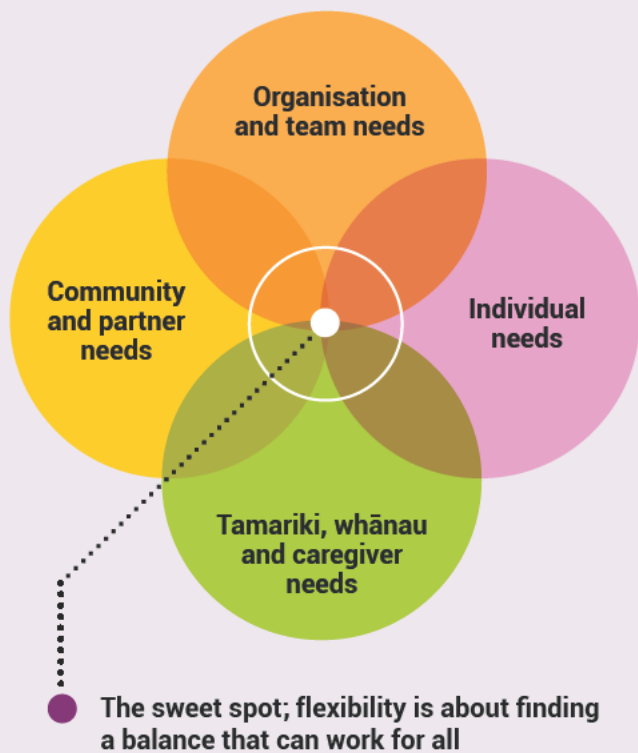 Organisation
and team needs
Community
and partner
needs
Individual
needs
Tamariki, whānau
and caregiver
needs
The sweet spot; flexibility is about finding
a balance that can work for all